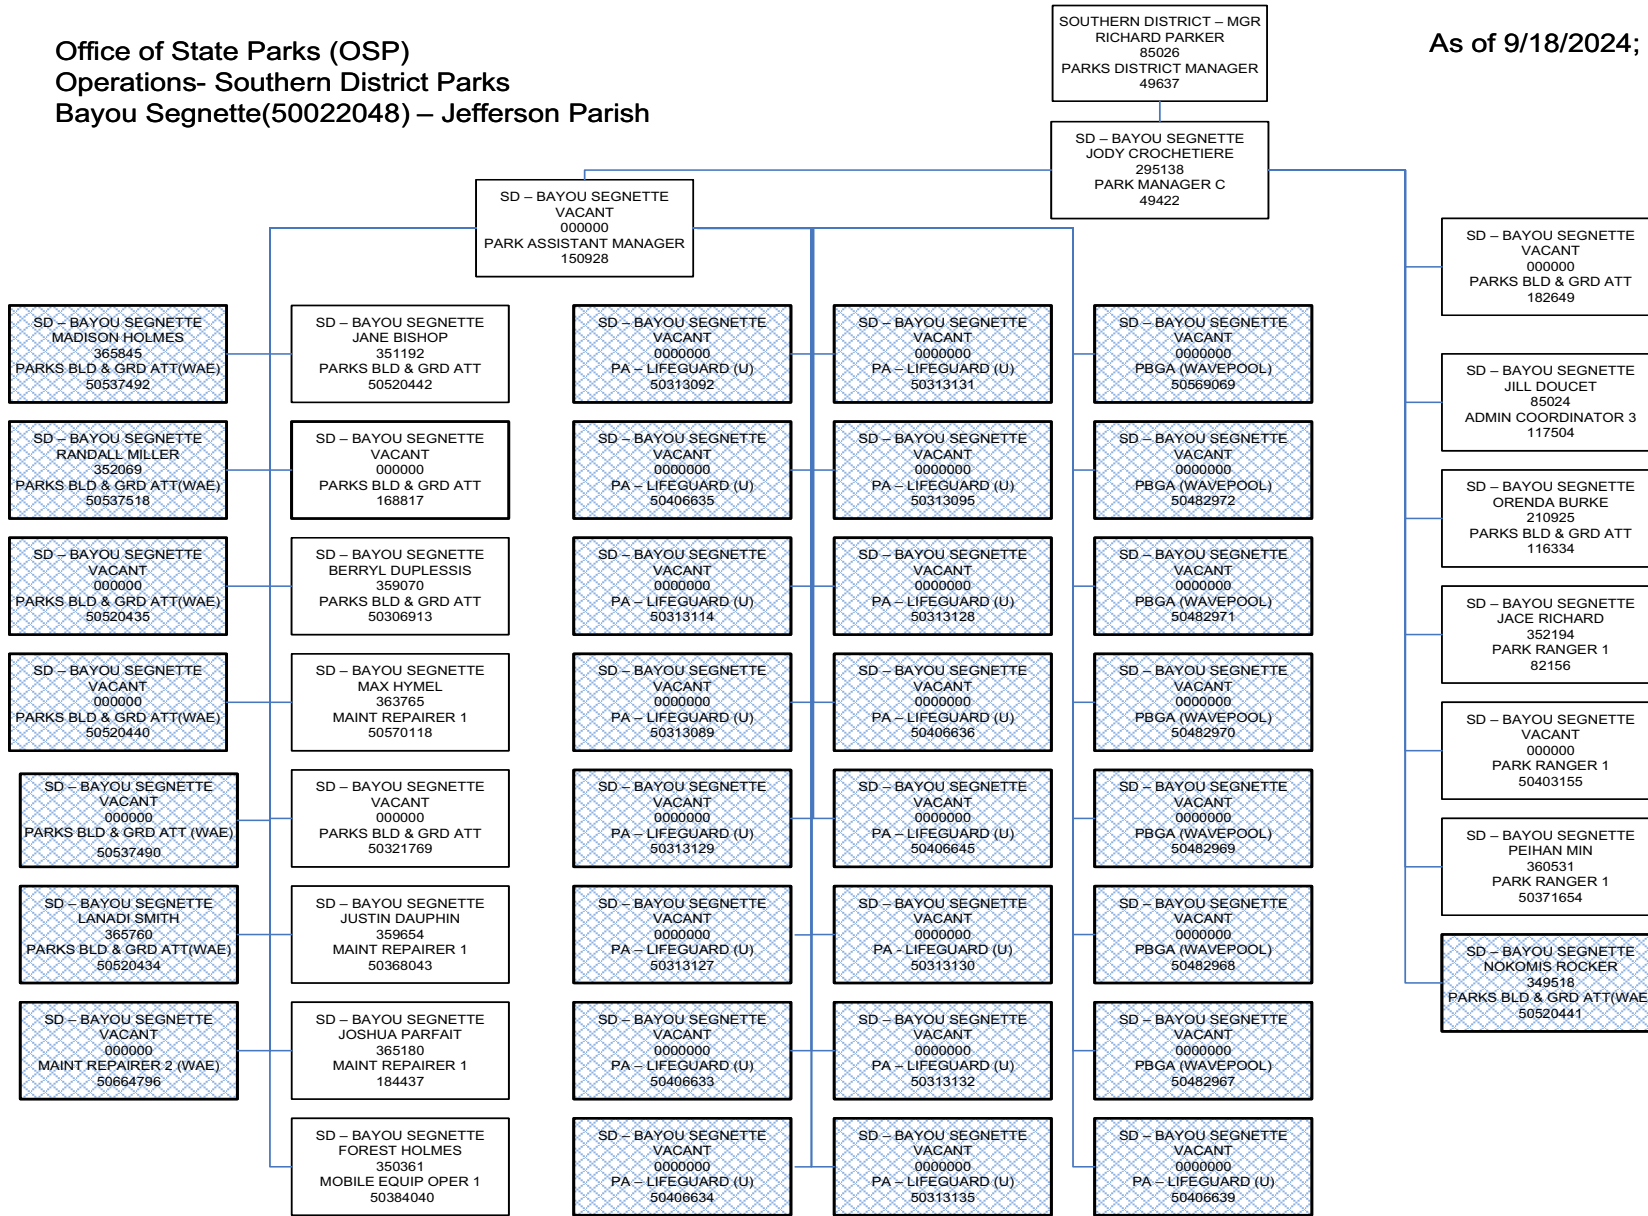 Office of State Parks (OSP)
Operations- Southern District Parks
Bayou Segnette(50022048) – Jefferson Parish
As of 9/18/2024;
SOUTHERN DISTRICT – MGR
RICHARD PARKER
85026
PARKS DISTRICT MANAGER
49637
SD – BAYOU SEGNETTE
JODY CROCHETIERE
295138
PARK MANAGER C
49422
SD – BAYOU SEGNETTE
VACANT
000000
PARK ASSISTANT MANAGER
150928
SD – BAYOU SEGNETTE
MADISON HOLMES
365845
PARKS BLD & GRD ATT(WAE)
50537492
SD – BAYOU SEGNETTE
RANDALL MILLER
352069
PARKS BLD & GRD ATT(WAE)
50537518
SD – BAYOU SEGNETTE
VACANT
000000
PARKS BLD & GRD ATT(WAE)
50520435
SD – BAYOU SEGNETTE
VACANT
000000
PARKS BLD & GRD ATT(WAE)
50520440
SD – BAYOU SEGNETTE
VACANT
000000
PARKS BLD & GRD ATT (WAE)
50537490
SD – BAYOU SEGNETTE
LANADI SMITH
365760
PARKS BLD & GRD ATT(WAE)
50520434
SD – BAYOU SEGNETTE
VACANT
000000
MAINT REPAIRER 2 (WAE)
50664796
SD – BAYOU SEGNETTE
JANE BISHOP
351192
PARKS BLD & GRD ATT
50520442
SD – BAYOU SEGNETTE
VACANT
000000
PARKS BLD & GRD ATT
168817
SD – BAYOU SEGNETTE
BERRYL DUPLESSIS
359070
PARKS BLD & GRD ATT
50306913
SD – BAYOU SEGNETTE
MAX HYMEL
363765
MAINT REPAIRER 1
50570118
SD – BAYOU SEGNETTE
VACANT
000000
PARKS BLD & GRD ATT
50321769
SD – BAYOU SEGNETTE
JUSTIN DAUPHIN
359654
MAINT REPAIRER 1
50368043
SD – BAYOU SEGNETTE
JOSHUA PARFAIT
365180
MAINT REPAIRER 1
184437
SD – BAYOU SEGNETTE
FOREST HOLMES
350361
MOBILE EQUIP OPER 1
50384040
SD – BAYOU SEGNETTE
VACANT
0000000
PA – LIFEGUARD (U)
50313092
SD – BAYOU SEGNETTE
VACANT
0000000
PA – LIFEGUARD (U)
50406635
SD – BAYOU SEGNETTE
VACANT
0000000
PA – LIFEGUARD (U)
50313114
SD – BAYOU SEGNETTE
VACANT
0000000
PA – LIFEGUARD (U)
50313089
SD – BAYOU SEGNETTE
VACANT
0000000
PA – LIFEGUARD (U)
50313129
SD – BAYOU SEGNETTE
VACANT
0000000
PA – LIFEGUARD (U)
50313127
SD – BAYOU SEGNETTE
VACANT
0000000
PA – LIFEGUARD (U)
50406633
SD – BAYOU SEGNETTE
VACANT
0000000
PA – LIFEGUARD (U)
50406634
SD – BAYOU SEGNETTE
VACANT
0000000
PA – LIFEGUARD (U)
50313131
SD – BAYOU SEGNETTE
VACANT
0000000
PA – LIFEGUARD (U)
50313095
SD – BAYOU SEGNETTE
VACANT
0000000
PA – LIFEGUARD (U)
50313128
SD – BAYOU SEGNETTE
VACANT
0000000
PA – LIFEGUARD (U)
50406636
SD – BAYOU SEGNETTE
VACANT
0000000
PA – LIFEGUARD (U)
50406645
SD – BAYOU SEGNETTE
VACANT
0000000
PA - LIFEGUARD (U)
50313130
SD – BAYOU SEGNETTE
VACANT
0000000
PA – LIFEGUARD (U)
50313132
SD – BAYOU SEGNETTE
VACANT
0000000
PA – LIFEGUARD (U)
50313135
SD – BAYOU SEGNETTE
VACANT
0000000
PBGA (WAVEPOOL)
50569069
SD – BAYOU SEGNETTE
VACANT
0000000
PBGA (WAVEPOOL)
50482972
SD – BAYOU SEGNETTE
VACANT
0000000
PBGA (WAVEPOOL)
50482971
SD – BAYOU SEGNETTE
VACANT
0000000
PBGA (WAVEPOOL)
50482970
SD – BAYOU SEGNETTE
VACANT
0000000
PBGA (WAVEPOOL)
50482969
SD – BAYOU SEGNETTE
VACANT
0000000
PBGA (WAVEPOOL)
50482968
SD – BAYOU SEGNETTE
VACANT
0000000
PBGA (WAVEPOOL)
50482967
SD – BAYOU SEGNETTE
VACANT
0000000
PA – LIFEGUARD (U)
50406639
SD – BAYOU SEGNETTE
VACANT
000000
PARKS BLD & GRD ATT
182649
SD – BAYOU SEGNETTE
JILL DOUCET
85024
ADMIN COORDINATOR 3
117504
SD – BAYOU SEGNETTE
ORENDA BURKE
210925
PARKS BLD & GRD ATT
116334
SD – BAYOU SEGNETTE
JACE RICHARD
352194
PARK RANGER 1
82156
SD – BAYOU SEGNETTE
VACANT
000000
PARK RANGER 1
50403155
SD – BAYOU SEGNETTE
PEIHAN MIN
360531
PARK RANGER 1
50371654
SD – BAYOU SEGNETTE
NOKOMIS ROCKER
349518
PARKS BLD & GRD ATT(WAE
50520441